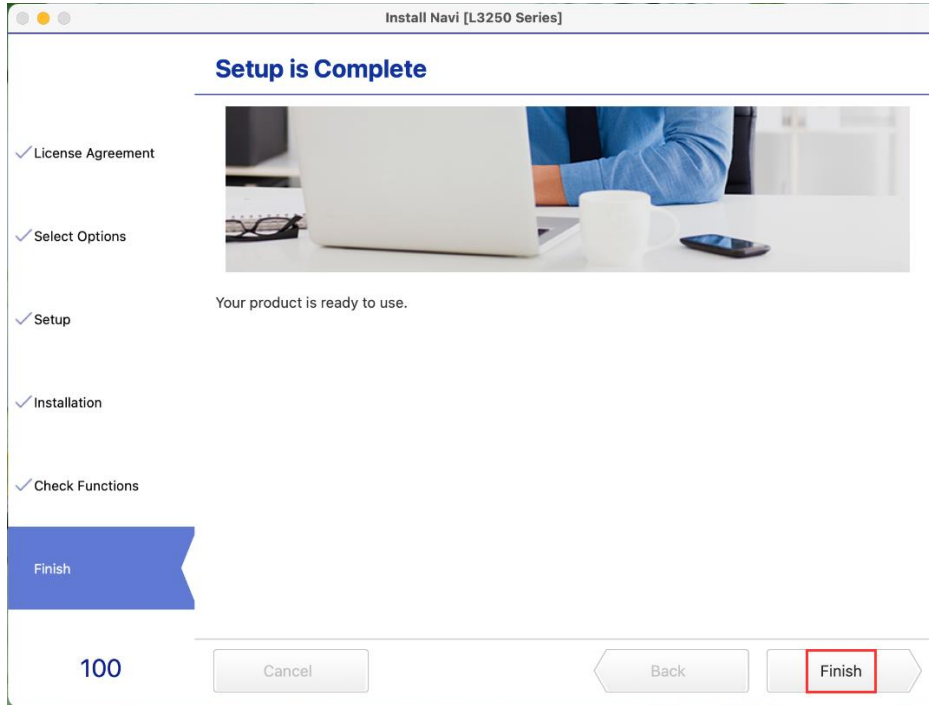 Install Navi [L3250 Series]
Setup is Complete
License Agreement
Select Options
Your product is ready to use.
Setup
Installation
Check Functions
Finish
100
Cancel
Back
Finish